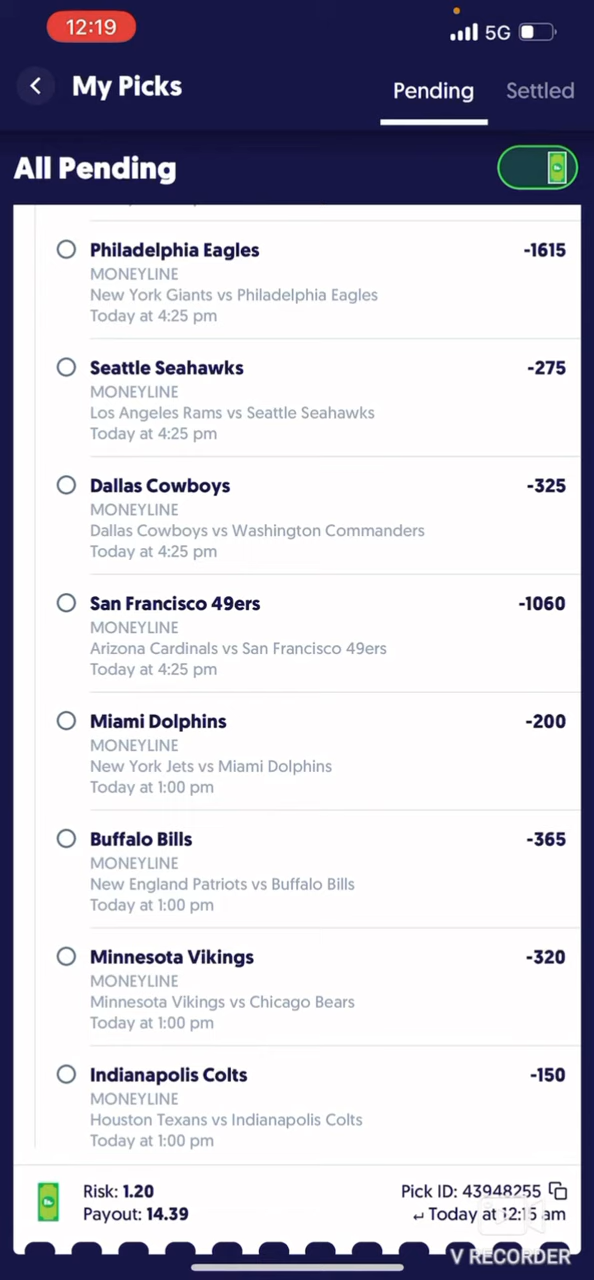 12:19
5G
My Picks
Pending
Settled
All Pending
Philadelphia Eagles -1615
MONEYLINE
New York Giants vs Philadelphia Eagles
Today at 4:25 pm
Seattle Seahawks -275
MONEYLINE
Los Angeles Rams vs Seattle Seahawks
Today at 4:25 pm
Dallas Cowboys -325
MONEYLINE
Dallas Cowboys vs Washington Commanders
Today at 4:25 pm
San Francisco 49ers -1060
MONEYLINE
Arizona Cardinals vs San Francisco 49ers
Today at 4:25 pm
Miami Dolphins -200
MONEYLINE
New York Jets vs Miami Dolphins
Today at 1:00 pm
Buffalo Bills -365
MONEYLINE
New England Patriots vs Buffalo Bills
Today at 1:00 pm
Minnesota Vikings -320
MONEYLINE
Minnesota Vikings vs Chicago Bears
Today at 1:00 pm
Indianapolis Colts -150
MONEYLINE
Houston Texans vs Indianapolis Colts
Today at 1:00 pm
Risk: 1.20 Pick ID: 43948255
Payout: 14.39 Today at 12:15 am
V RECORDER